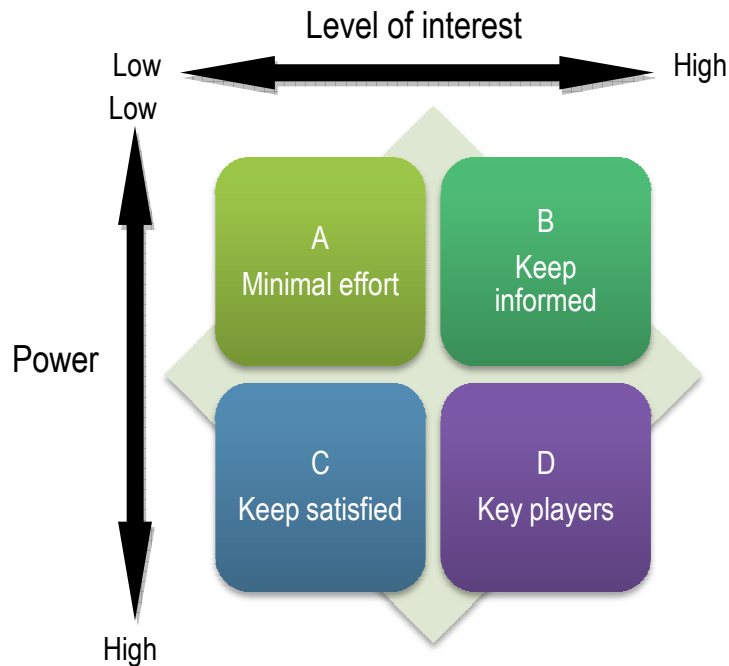 Level of interest
Low
High
Low
A
Minimal effort
B
Keep
informed
Power
C
Keep satisfied
D
Key players
High